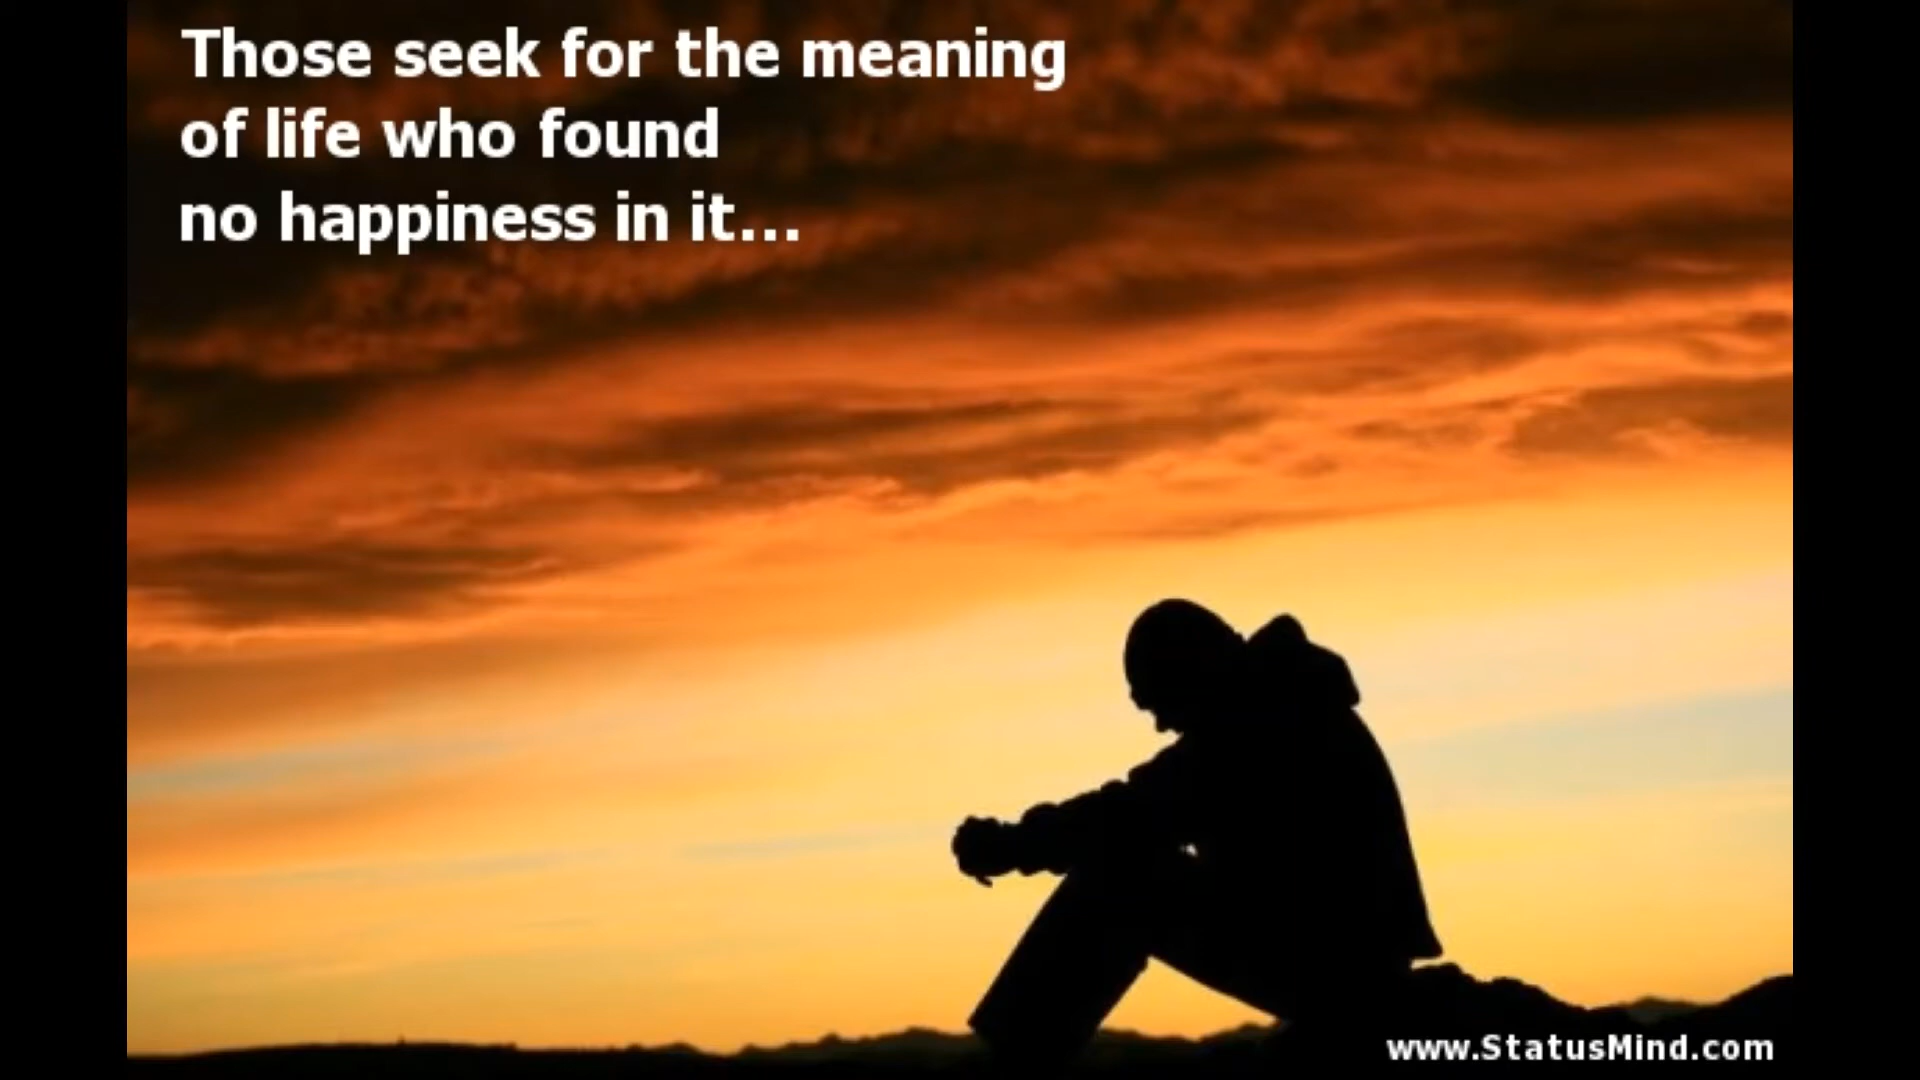 Those seek for the meaning
of life who found
no happiness in it...
www.StatusMind.com